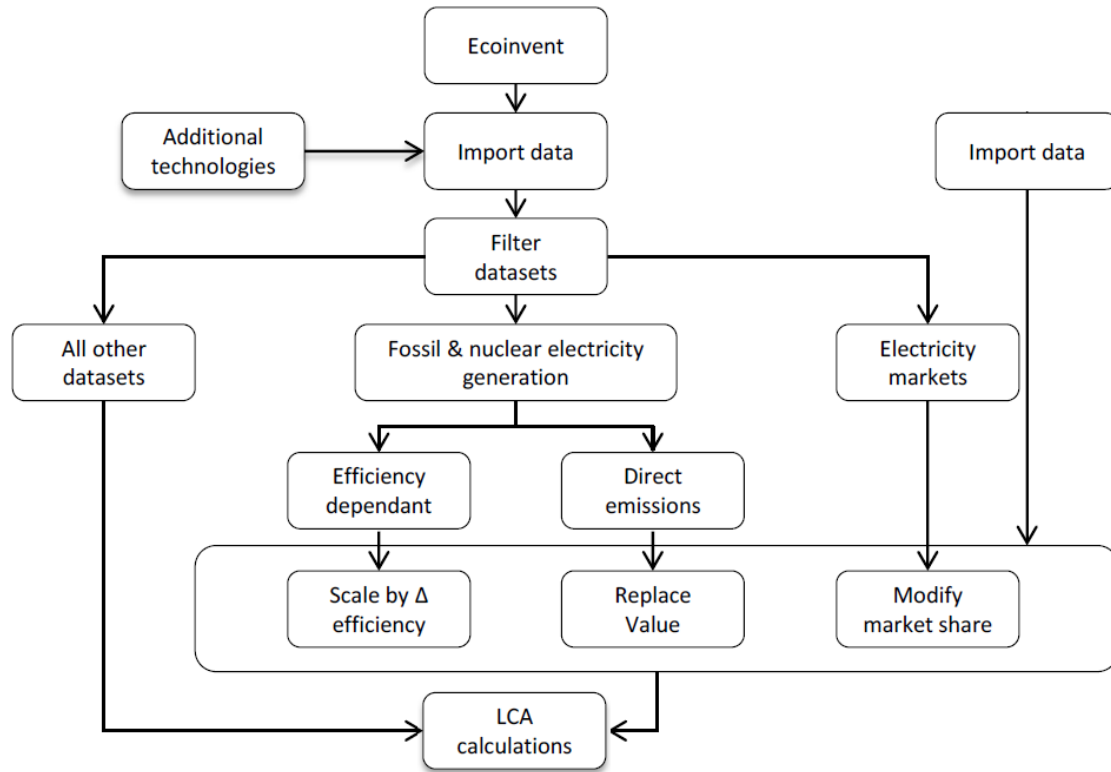 Ecoinvent
Additional
technologies
Import data
Import data
Filter
datasets
All other
datasets
Fossil & nuclear electricity
generation
Electricity
markets
Efficiency
dependant
Direct
emissions
Scale by Δ
efficiency
Replace
Value
Modify
market share
LCA
calculations